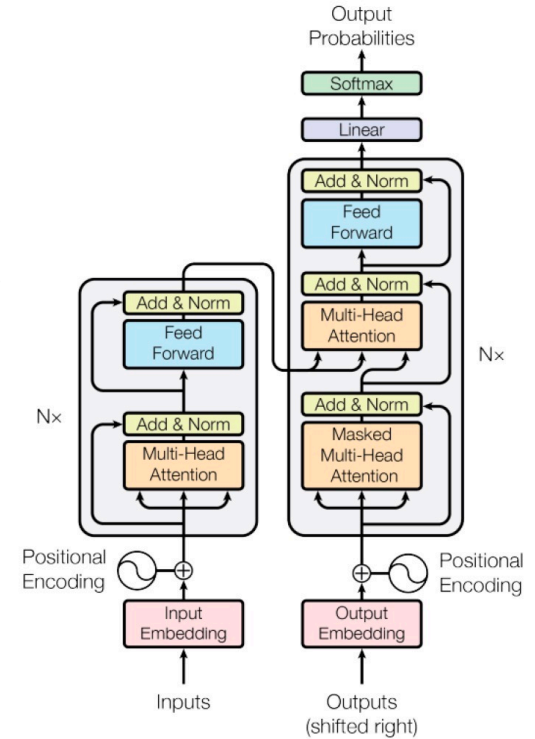 Output
Probabilities
Softmax
Linear
Add & Norm
Feed
Forward
Add & Norm
Multi-Head
Attention
Add & Norm
Masked
Multi-Head
Attention
Nx
Add & Norm
Feed
Forward
Add & Norm
Multi-Head
Attention
Nx
Positional
Encoding
Positional
Encoding
Input
Embedding
Output
Embedding
Inputs
Outputs
(shifted right)